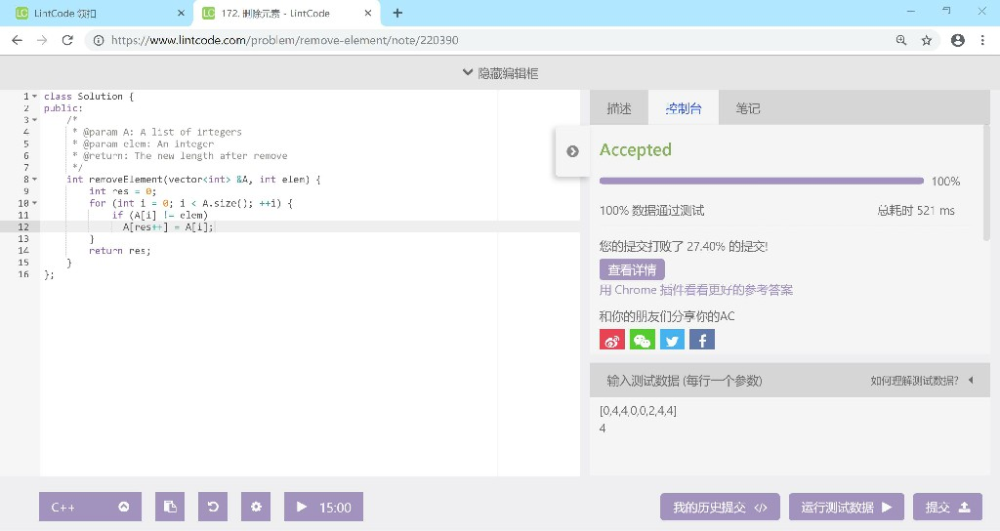 LintCode 领扣
172. 删除元素 - LintCode
https://www.lintcode.com/problem/remove-element/note/220390
隐藏编辑框
1 class Solution {
2 public:
3 /*
4 * @param A: A list of integers
5 * @param elem: An integer
6 * @return: The new length after remove
7 */
8 int removeElement(vector<int> &A, int elem) {
9 int res = 0;
10 for (int i = 0; i < A.size(); ++i) {
11 if (A[i] != elem)
12 A[res++] = A[i];
13 }
14 return res;
15 }
16 };
描述 控制台 笔记
Accepted
100%
100% 数据通过测试 总耗时 521 ms
您的提交打败了 27.40% 的提交!
查看详情
用 Chrome 插件看看更好的参考答案
和你的朋友们分享你的AC
输入测试数据 (每行一个参数) 如何理解测试数据?
[0,4,4,0,0,2,4,4]
4
C++ 15:00 我的历史提交 运行测试数据 提交